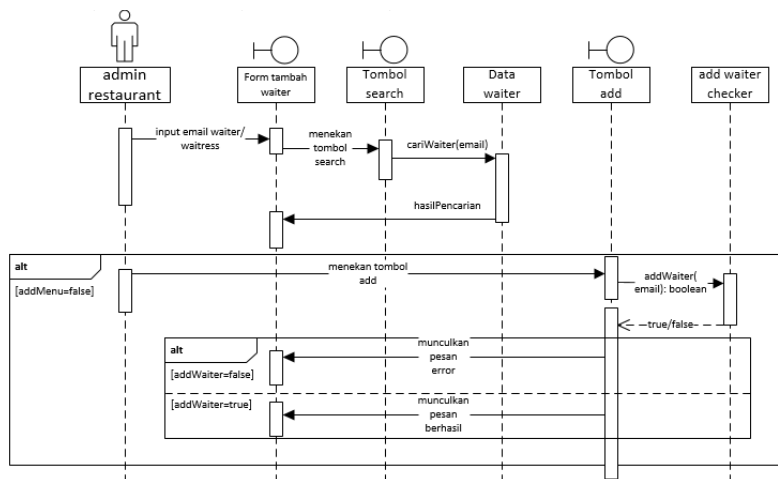 admin
restaurant
Form tambah
waiter
Tombol
search
Data
waiter
Tombol
add
add waiter
checker
input email waiter/
waitress
menekan
tombol
search
cariWaiter(email)
hasilPencarian
alt
[addMenu=false]
menekan tombol
add
addWaiter(
email): boolean
true/false
alt
[addWaiter=false]
munculkan
pesan
error
[addWaiter=true]
munculkan
pesan
berhasil